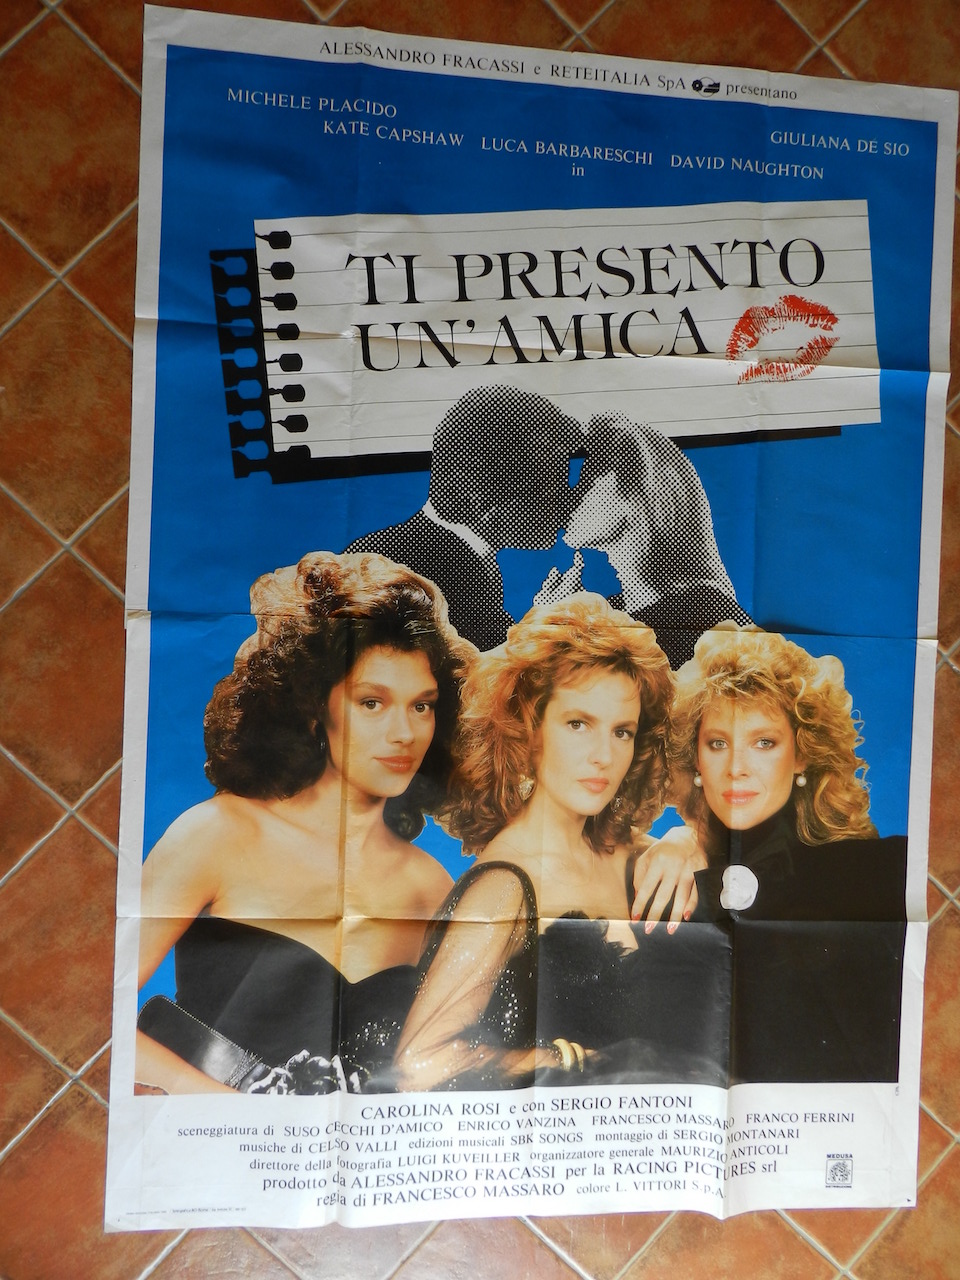 ALESSANDRO FRACASSI e RETEITALIA SpA presentano
MICHELE PLACIDO
KATE CAPSHAW LUCA BARBARESCHI DAVID NAUGHTON GIULIANA DE SIO
in
TI PRESENTO
UN'AMICA
CAROLINA ROSI e con SERGIO FANTONI
sceneggiatura di SUSO CECCHI D'AMICO ENRICO VANZINA FRANCESCO MASSARO FRANCO FERRINI
musiche di CELSO VALLI edizioni musicali SBK SONGS montaggio di SERGIO MONTANARI
direttore della fotografia LUIGI KUVEILLER organizzatore generale MAURIZIO ANTICOLI
prodotto da ALESSANDRO FRACASSI per la RACING PICTURES srl
regia di FRANCESCO MASSARO colore L. VITTORI S.p.A.
MEDUSA
DISTRIBUZIONE